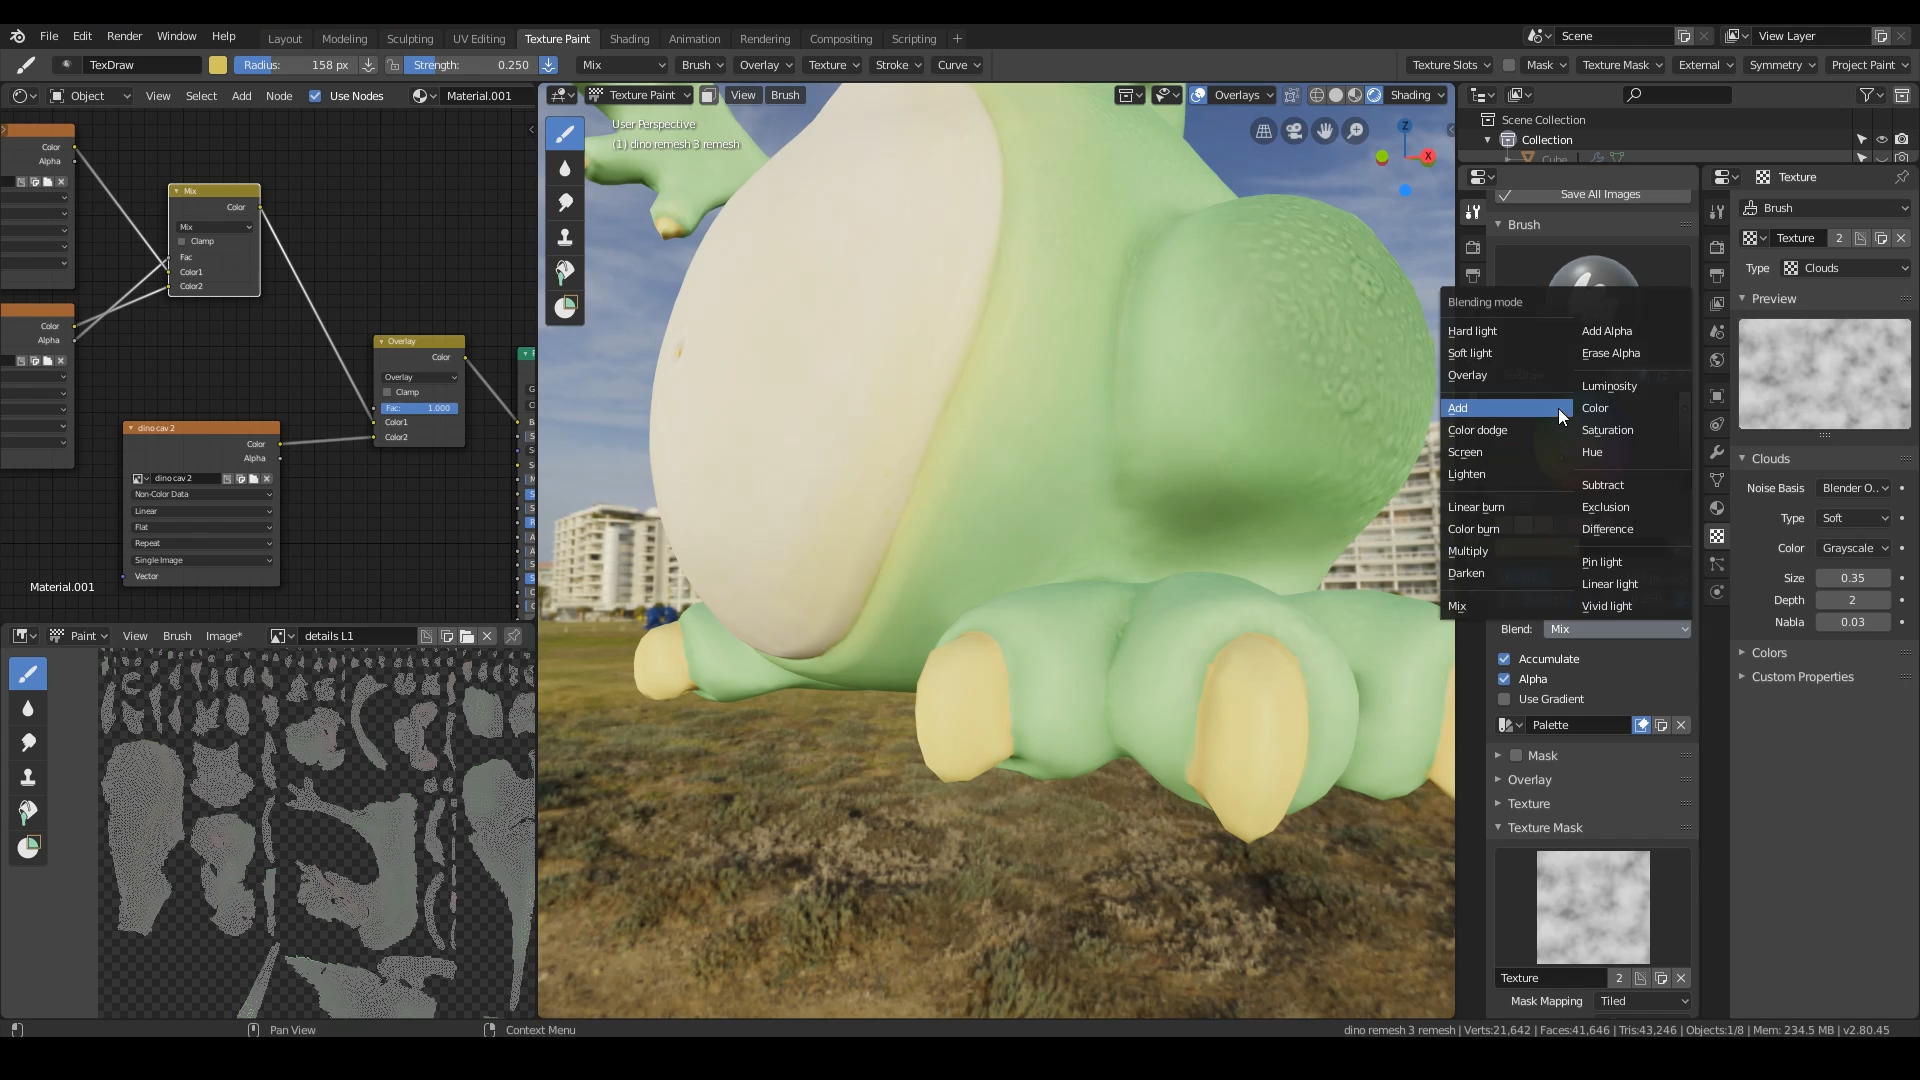 File Edit Render Window Help Layout Modeling Sculpting UV Editing Texture Paint Shading Animation Rendering Compositing Scripting + Scene View Layer
TexDraw Radius: 158 px Strength: 0.250 Mix Brush Overlay Texture Stroke Curve Texture Slots Mask Texture Mask External Symmetry Project Paint
Object View Select Add Node Use Nodes Material.001
Color
Alpha
Mix
Color
Mix
Clamp
Fac
Color1
Color2
Color
Alpha
Overlay
Color
Overlay
Clamp
Fac: 1.000
Color1
Color2
dino cav 2
Color
Alpha
dino cav 2
Non-Color Data
Linear
Flat
Repeat
Single Image
Vector
Material.001
Paint View Brush Image* details L1
Texture Paint View Brush Overlays Shading
User Perspective
(1) dino remesh 3 remesh
Z
X
Scene Collection
Collection
Cube
Save All Images
Brush
Blending mode
Hard light Add Alpha
Soft light Erase Alpha
Overlay Luminosity
Add Color
Color dodge Saturation
Screen Hue
Lighten Subtract
Linear burn Exclusion
Color burn Difference
Multiply Pin light
Darken Linear light
Mix Vivid light
Blend: Mix
Accumulate
Alpha
Use Gradient
Palette
Mask
Overlay
Texture
Texture Mask
Texture 2
Mask Mapping Tiled
Texture
Brush
Texture 2
Type Clouds
Preview
Clouds
Noise Basis Blender O..
Type Soft
Color Grayscale
Size 0.35
Depth 2
Nabla 0.03
Colors
Custom Properties
Pan View Context Menu dino remesh 3 remesh | Verts:21,642 | Faces:41,646 | Tris:43,246 | Objects:1/8 | Mem: 234.5 MB | v2.80.45